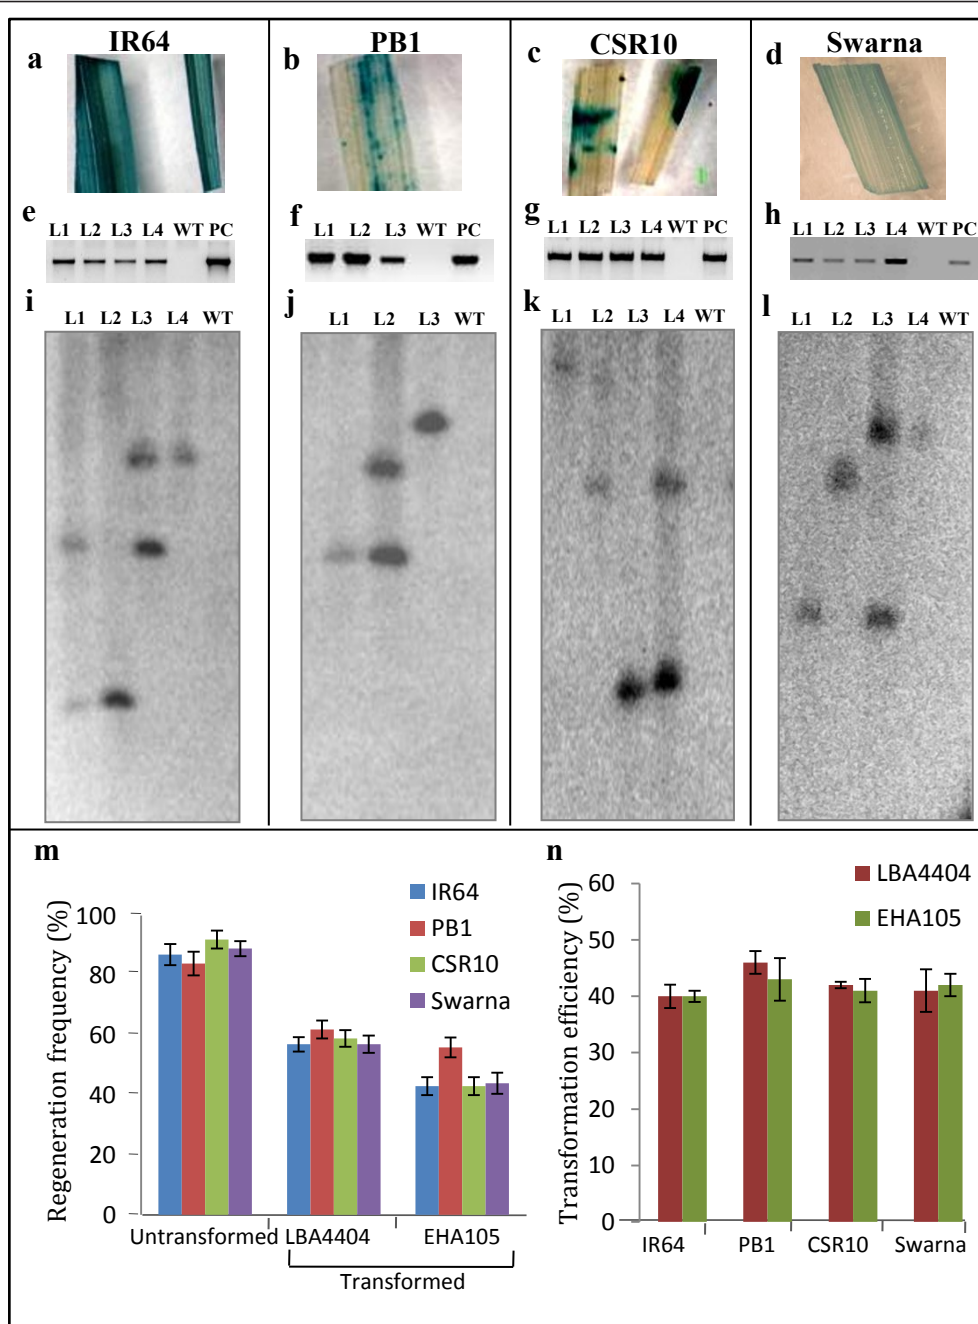 IR64 PB1 CSR10 Swarna
a b c d
e f g h
L1 L2 L3 L4 WT PC
L1 L2 L3 WT PC
L1 L2 L3 L4 WT PC
L1 L2 L3 L4 WT PC
i j k l
L1 L2 L3 L4 WT
L1 L2 L3 WT
L1 L2 L3 L4 WT
L1 L2 L3 L4 WT
m
Regeneration frequency (%)
100
80
60
40
20
0
IR64
PB1
CSR10
Swarna
Untransformed LBA4404 EHA105
Transformed
n
Transformation efficiency (%)
60
50
40
30
20
10
0
LBA4404
EHA105
IR64 PB1 CSR10 Swarna